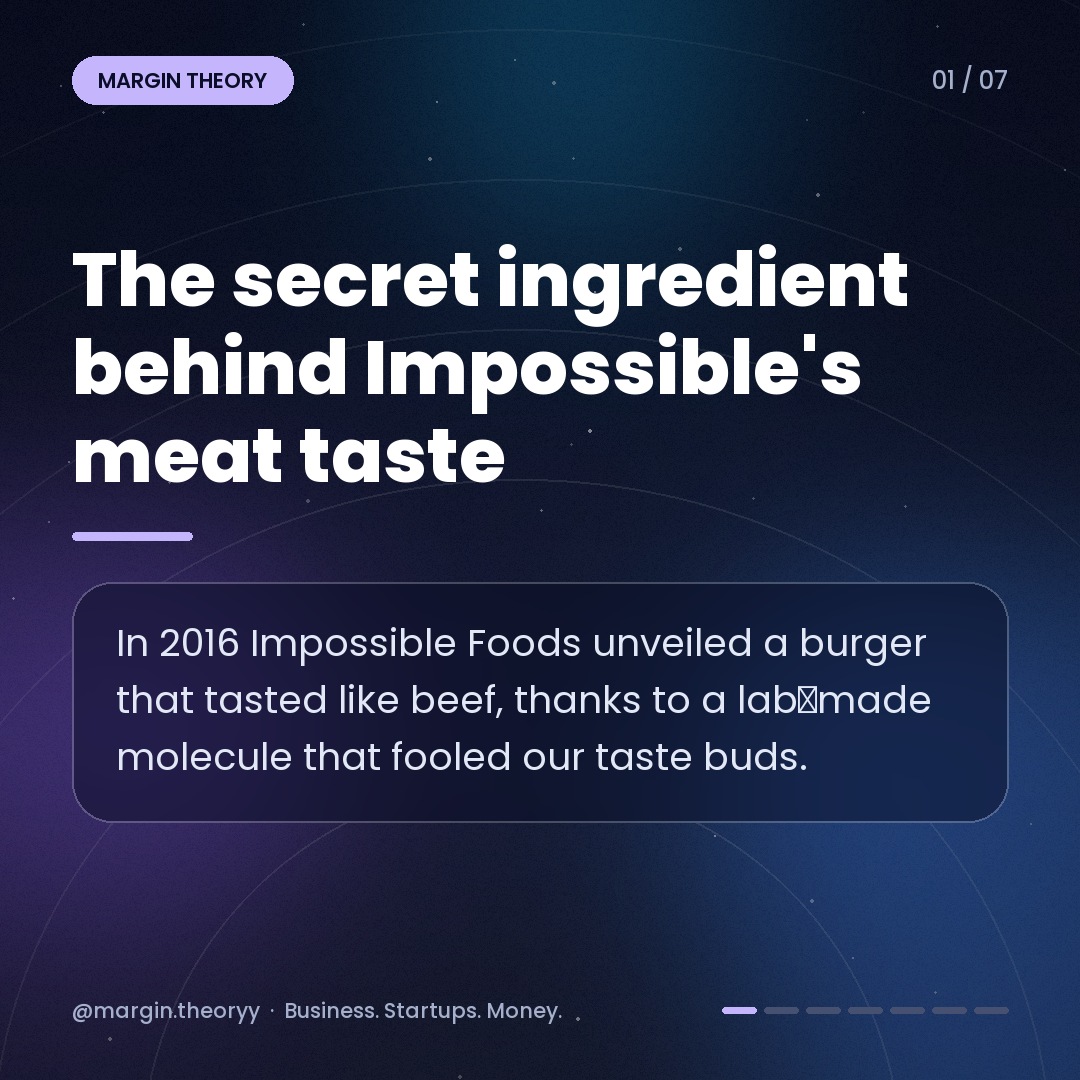 MARGIN THEORY
01 / 07
The secret ingredient
behind Impossible's
meat taste
In 2016 Impossible Foods unveiled a burger
that tasted like beef, thanks to a lab☒made
molecule that fooled our taste buds.
@margin.theoryy · Business. Startups. Money.